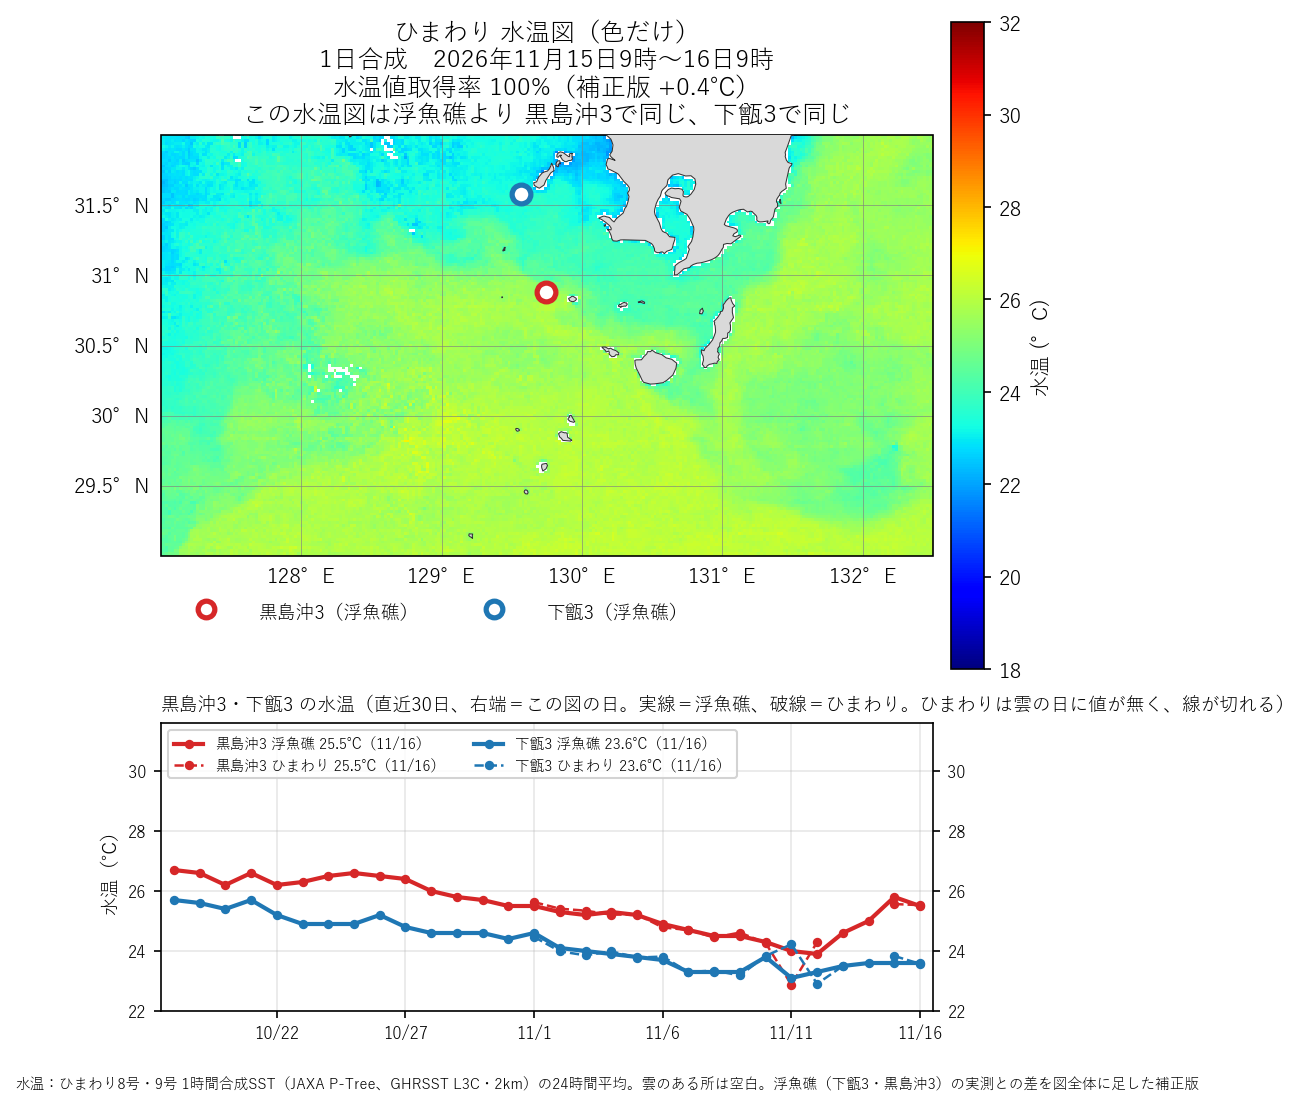 ひまわり 水温図（色だけ）
1日合成　2026年11月15日9時～16日9時
水温値取得率 100%（補正版 +0.4℃）
この水温図は浮魚礁より 黒島沖3で同じ、下甑3で同じ
32
30
28
26
24
22
20
18
水温（° C）
31.5° N
31° N
30.5° N
30° N
29.5° N
128° E
129° E
130° E
131° E
132° E
黒島沖3（浮魚礁）
下甑3（浮魚礁）
黒島沖3・下甑3 の水温（直近30日、右端＝この図の日。実線＝浮魚礁、破線＝ひまわり。ひまわりは雲の日に値が無く、線が切れる）
黒島沖3 浮魚礁 25.5℃（11/16）
黒島沖3 ひまわり 25.5℃（11/16）
下甑3 浮魚礁 23.6℃（11/16）
下甑3 ひまわり 23.6℃（11/16）
水温（℃）
30
28
26
24
22
30
28
26
24
22
10/22
10/27
11/1
11/6
11/11
11/16
水温：ひまわり8号・9号 1時間合成SST（JAXA P-Tree、GHRSST L3C・2km）の24時間平均。雲のある所は空白。浮魚礁（下甑3・黒島沖3）の実測との差を図全体に足した補正版